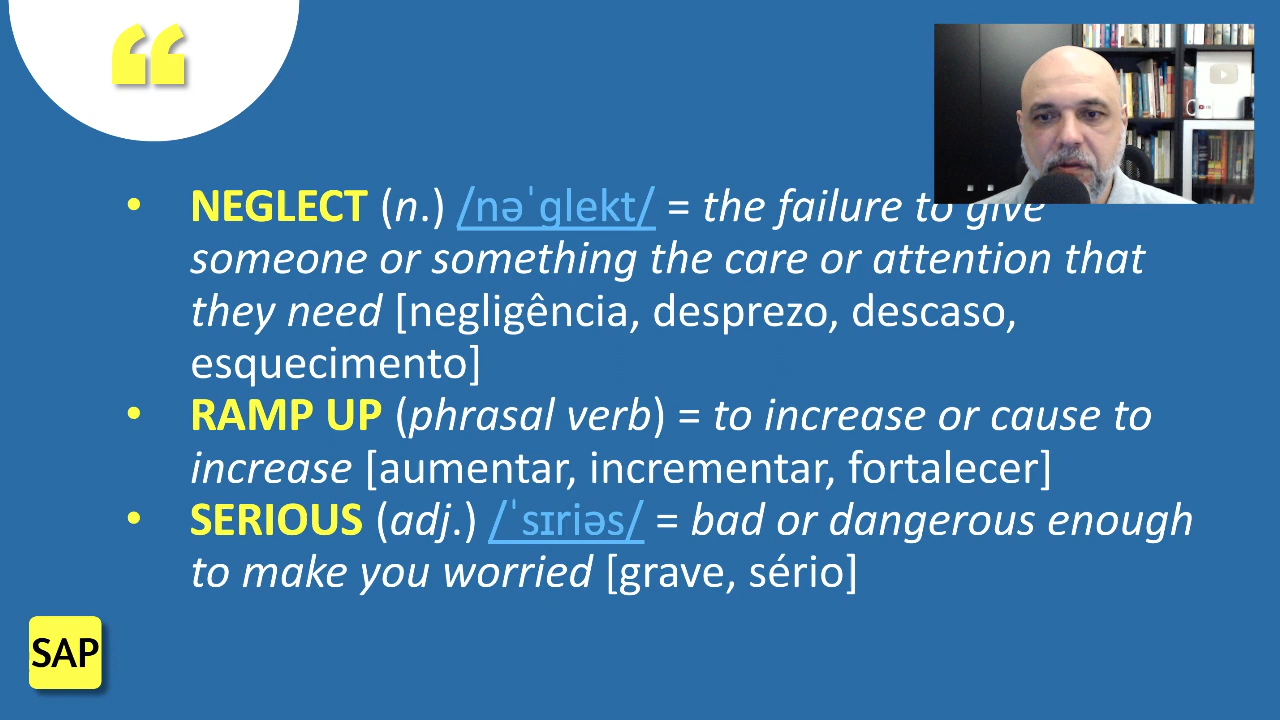 “
• NEGLECT (n.) /nəˈglekt/ = the failure to give
someone or something the care or attention that
they need [negligência, desprezo, descaso,
esquecimento]
• RAMP UP (phrasal verb) = to increase or cause to
increase [aumentar, incrementar, fortalecer]
• SERIOUS (adj.) /ˈsɪriəs/ = bad or dangerous enough
to make you worried [grave, sério]
SAP